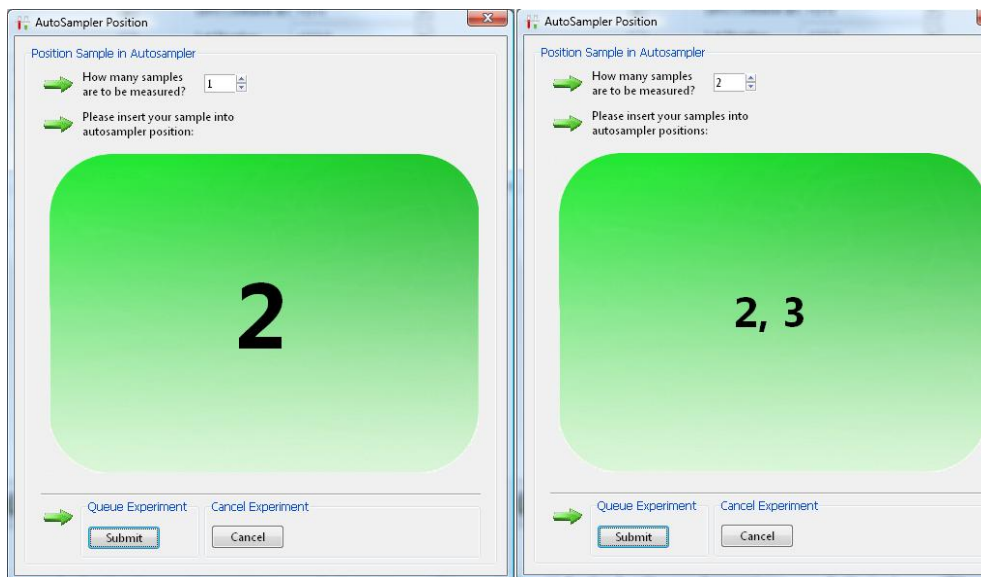 AutoSampler Position
Position Sample in Autosampler
How many samples
are to be measured?
1
Please insert your sample into
autosampler position:
2
Queue Experiment
Cancel Experiment
Submit
Cancel
AutoSampler Position
Position Sample in Autosampler
How many samples
are to be measured?
2
Please insert your samples into
autosampler positions:
2, 3
Queue Experiment
Cancel Experiment
Submit
Cancel